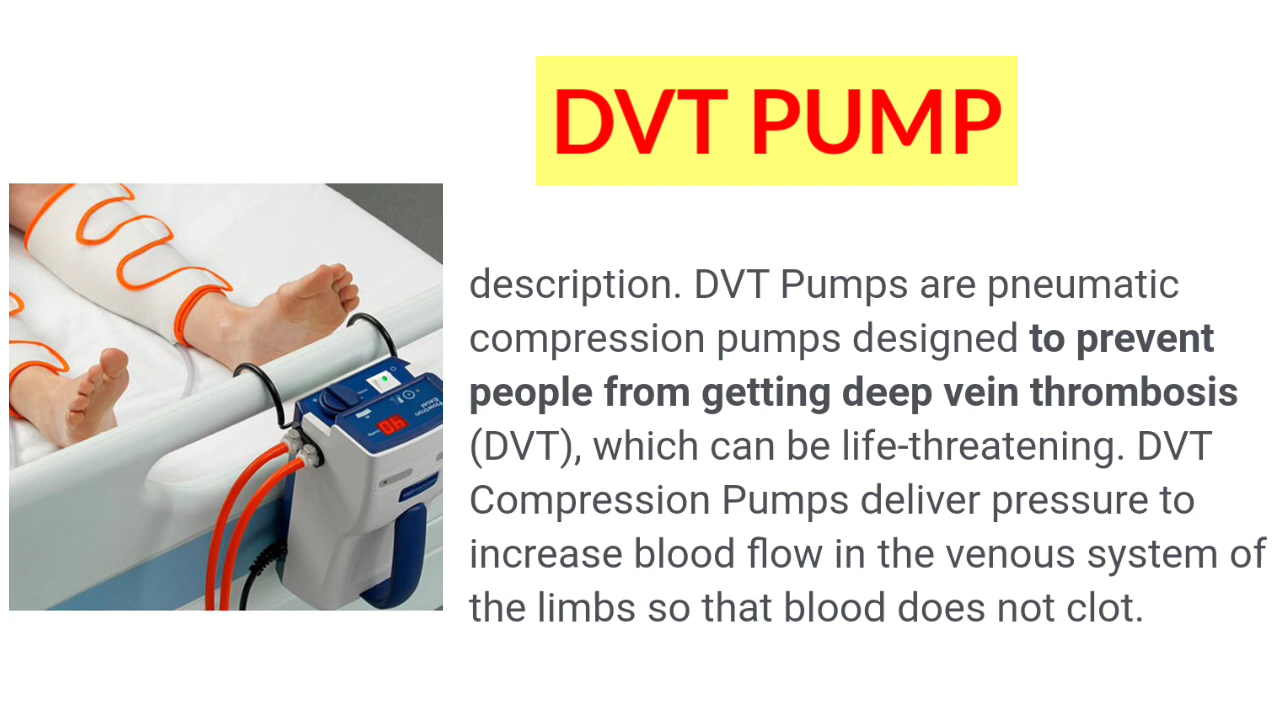 DVT PUMP
description. DVT Pumps are pneumatic
compression pumps designed to prevent
people from getting deep vein thrombosis
(DVT), which can be life-threatening. DVT
Compression Pumps deliver pressure to
increase blood flow in the venous system of
the limbs so that blood does not clot.
Flowtron
Excel